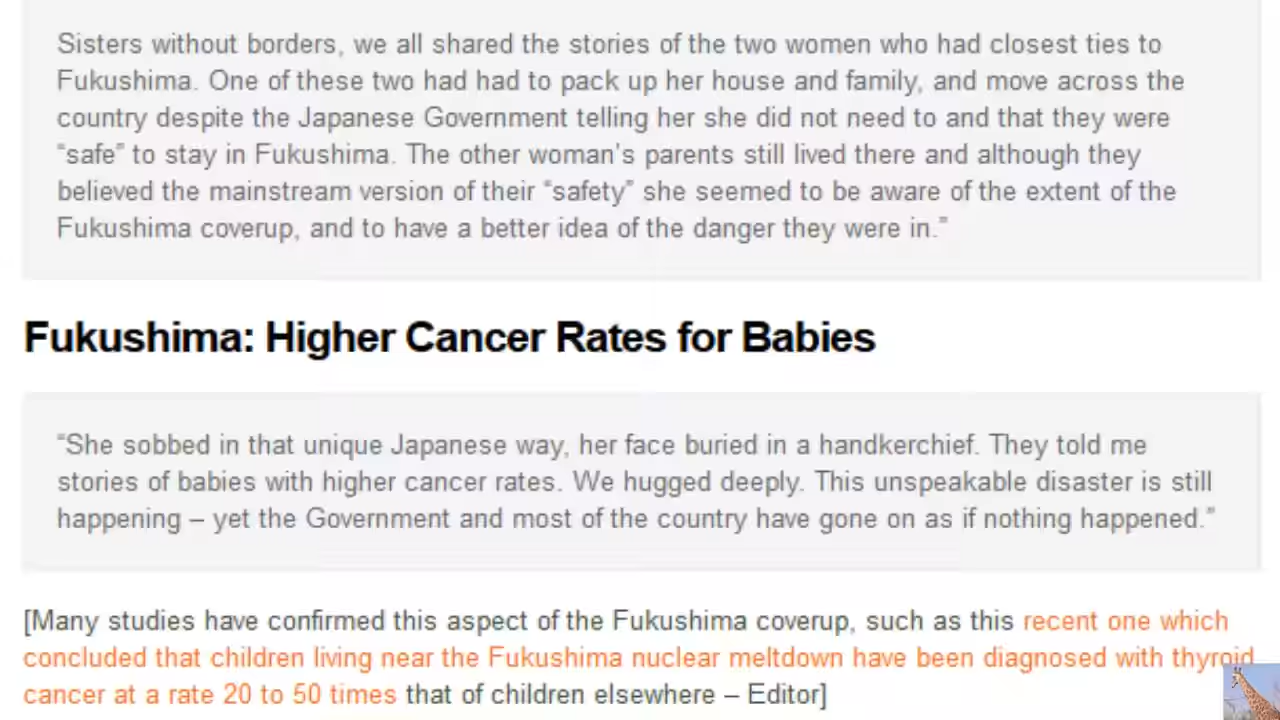 Sisters without borders, we all shared the stories of the two women who had closest ties to
Fukushima. One of these two had had to pack up her house and family, and move across the
country despite the Japanese Government telling her she did not need to and that they were
“safe” to stay in Fukushima. The other woman's parents still lived there and although they
believed the mainstream version of their “safety” she seemed to be aware of the extent of the
Fukushima coverup, and to have a better idea of the danger they were in.”
Fukushima: Higher Cancer Rates for Babies
“She sobbed in that unique Japanese way, her face buried in a handkerchief. They told me
stories of babies with higher cancer rates. We hugged deeply. This unspeakable disaster is still
happening – yet the Government and most of the country have gone on as if nothing happened.”
[Many studies have confirmed this aspect of the Fukushima coverup, such as this recent one which
concluded that children living near the Fukushima nuclear meltdown have been diagnosed with thyroid
cancer at a rate 20 to 50 times that of children elsewhere – Editor]